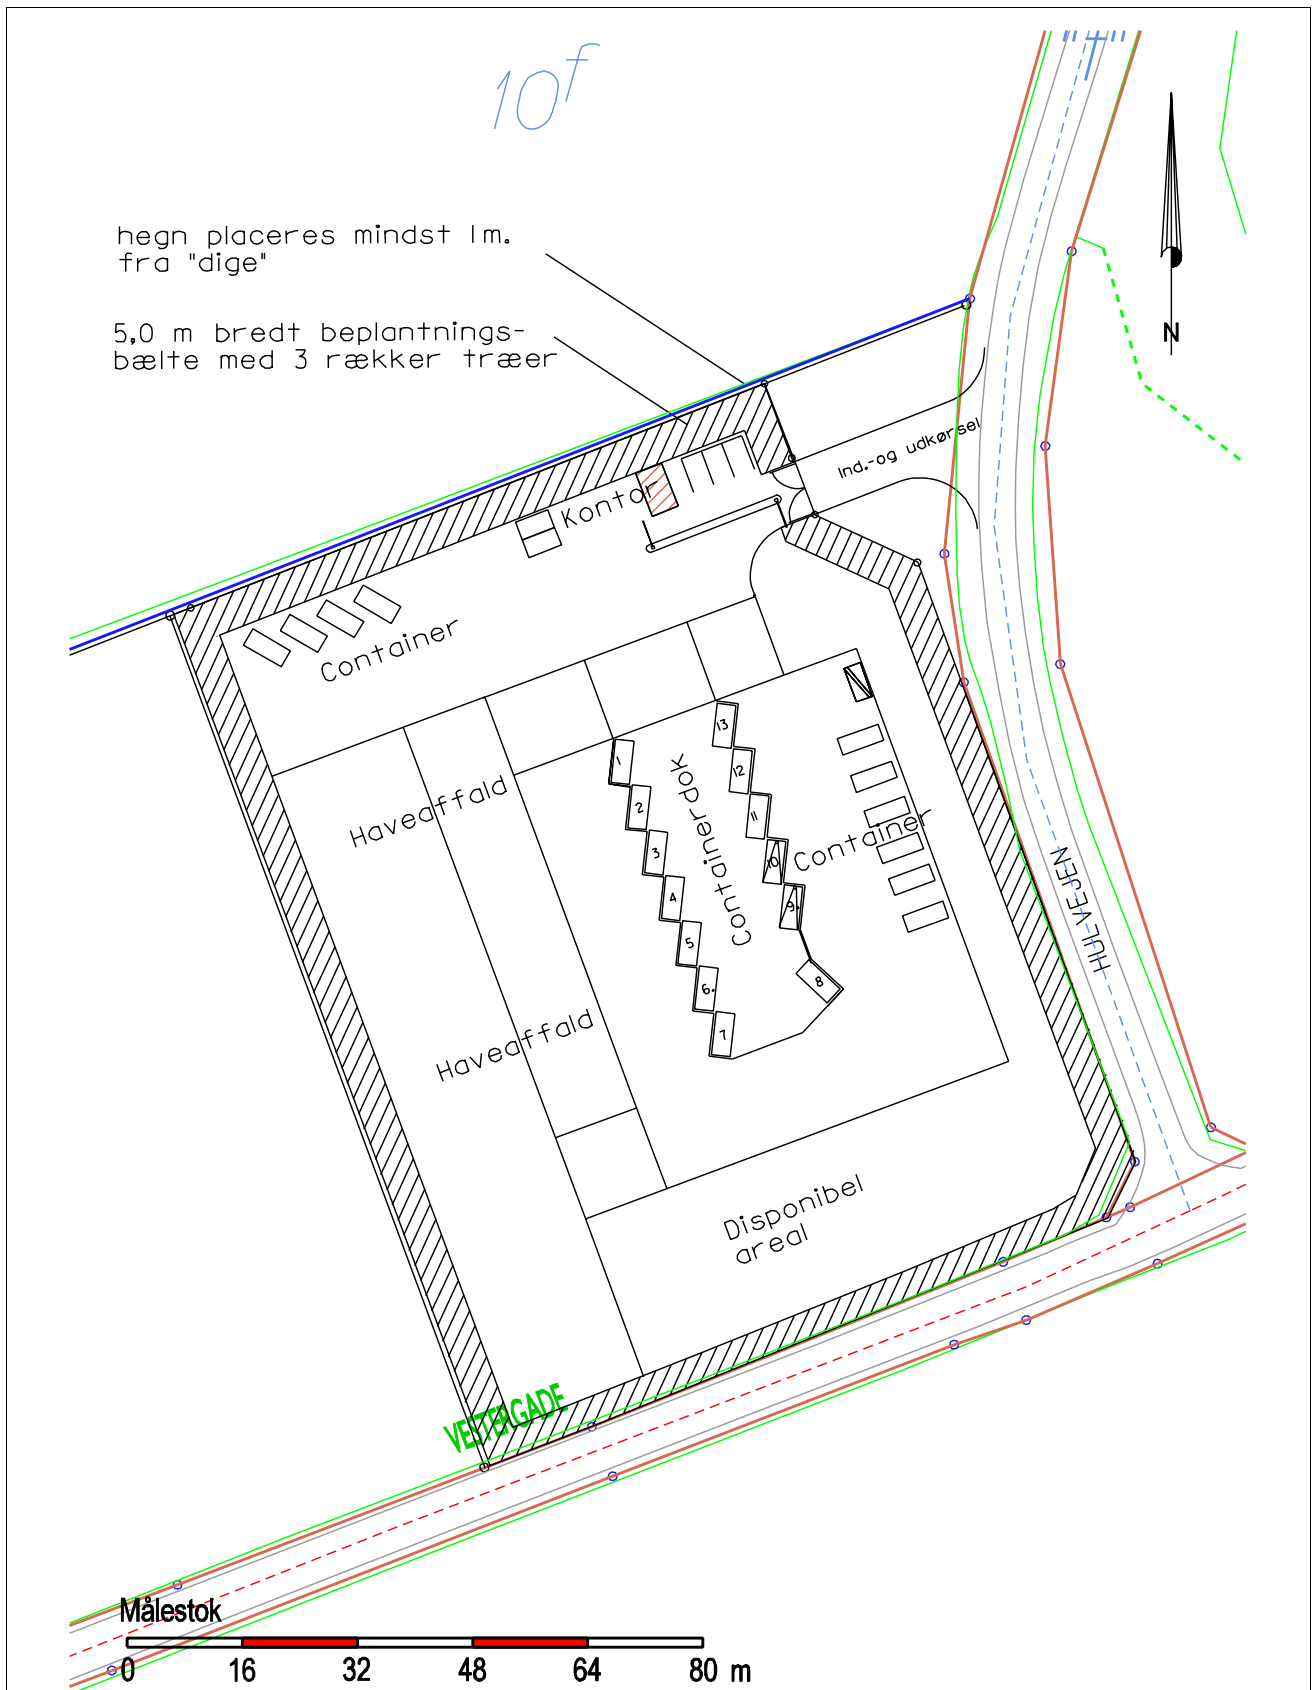 10f
hegn placeres mindst 1m.
fra "dige"
5,0 m bredt beplantnings-
bælte med 3 rækker træer
N
Ind.-og udkørsel
Kontor
Container
Haveaffald
Containerdok
Container
1
2
3
4
5
6.
7
8
9.
10
11
12
13
HULVEJEN
Haveaffald
Disponibel
areal
VESTERGADE
Målestok
0 16 32 48 64 80 m